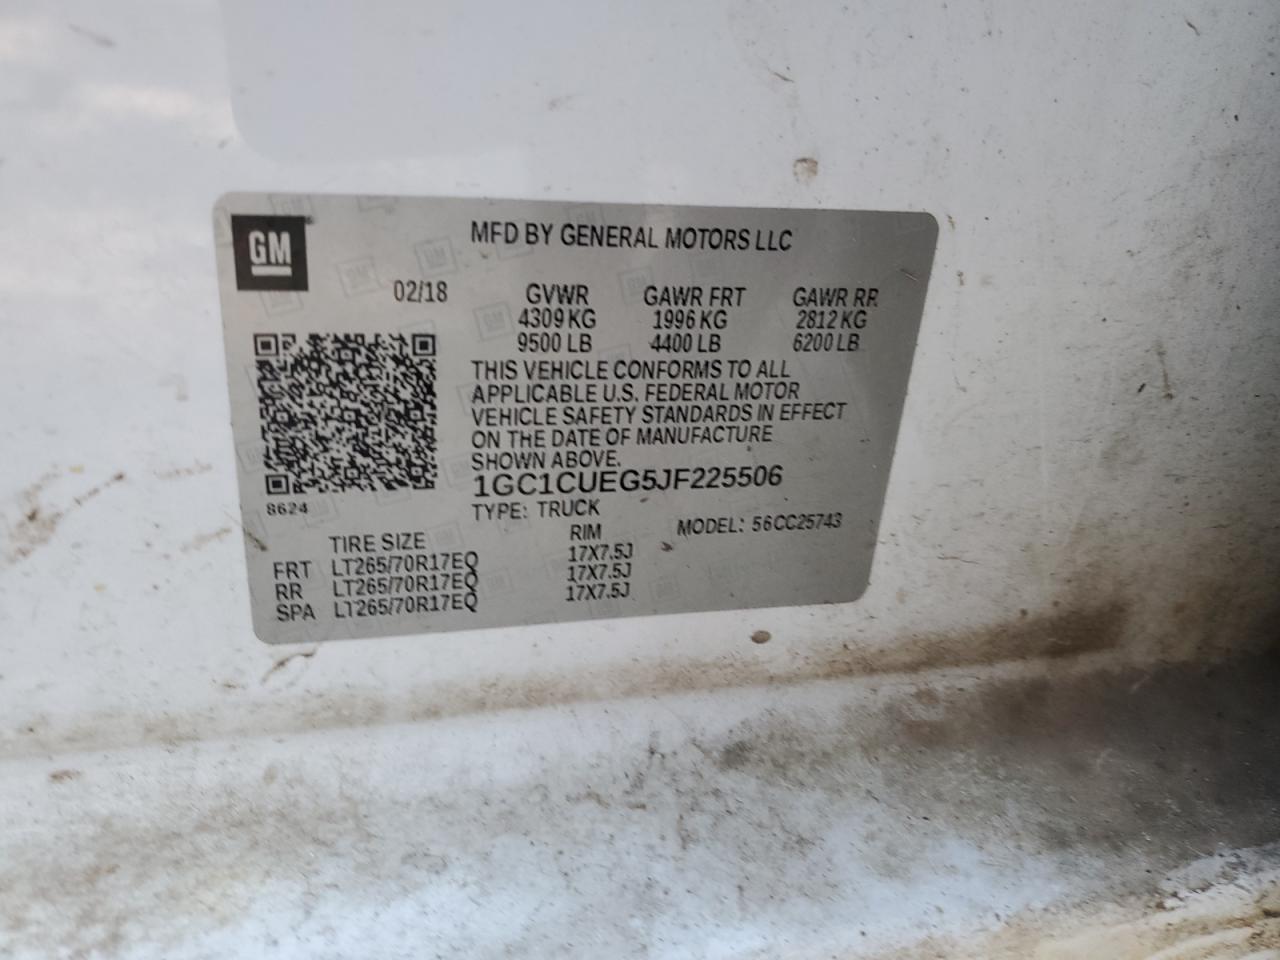 GM
MFD BY GENERAL MOTORS LLC
02/18 GVWR GAWR FRT GAWR RR
4309 KG 1996 KG 2812 KG
9500 LB 4400 LB 6200 LB
THIS VEHICLE CONFORMS TO ALL
APPLICABLE U.S. FEDERAL MOTOR
VEHICLE SAFETY STANDARDS IN EFFECT
ON THE DATE OF MANUFACTURE
SHOWN ABOVE.
1GC1CUEG5JF225506
8624
TYPE: TRUCK MODEL: 56CC25743
TIRE SIZE RIM
FRT LT265/70R17EQ 17X7.5J
RR LT265/70R17EQ 17X7.5J
SPA LT265/70R17EQ 17X7.5J